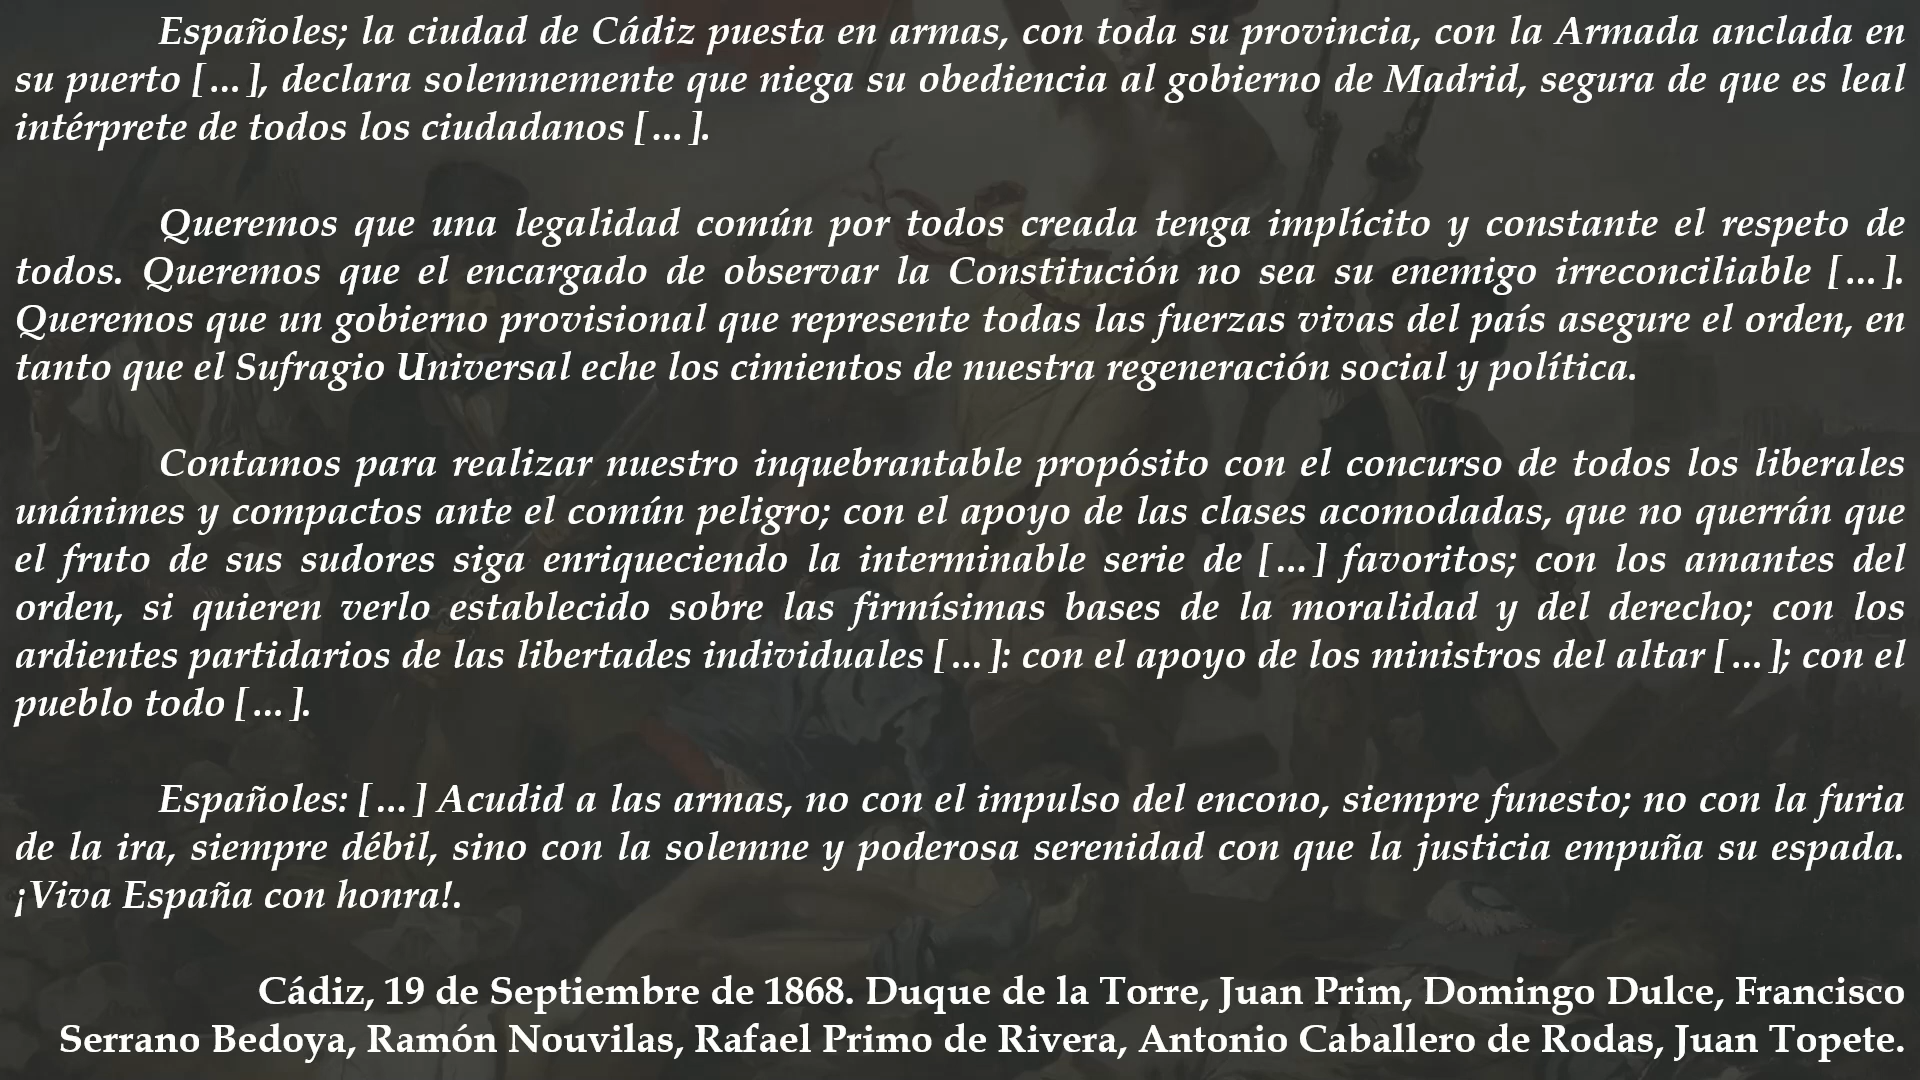 Españoles; la ciudad de Cádiz puesta en armas, con toda su provincia, con la Armada anclada en
su puerto [...], declara solemnemente que niega su obediencia al gobierno de Madrid, segura de que es leal
intérprete de todos los ciudadanos [...].
Queremos que una legalidad común por todos creada tenga implícito y constante el respeto de
todos. Queremos que el encargado de observar la Constitución no sea su enemigo irreconciliable [...].
Queremos que un gobierno provisional que represente todas las fuerzas vivas del país asegure el orden, en
tanto que el Sufragio Universal eche los cimientos de nuestra regeneración social y política.
Contamos para realizar nuestro inquebrantable propósito con el concurso de todos los liberales
unánimes y compactos ante el común peligro; con el apoyo de las clases acomodadas, que no querrán que
el fruto de sus sudores siga enriqueciendo la interminable serie de [...] favoritos; con los amantes del
orden, si quieren verlo establecido sobre las firmísimas bases de la moralidad y del derecho; con los
ardientes partidarios de las libertades individuales [...]: con el apoyo de los ministros del altar [...]; con el
pueblo todo [...].
Españoles: [...] Acudid a las armas, no con el impulso del encono, siempre funesto; no con la furia
de la ira, siempre débil, sino con la solemne y poderosa serenidad con que la justicia empuña su espada.
¡Viva España con honra!.
Cádiz, 19 de Septiembre de 1868. Duque de la Torre, Juan Prim, Domingo Dulce, Francisco
Serrano Bedoya, Ramón Nouvilas, Rafael Primo de Rivera, Antonio Caballero de Rodas, Juan Topete.